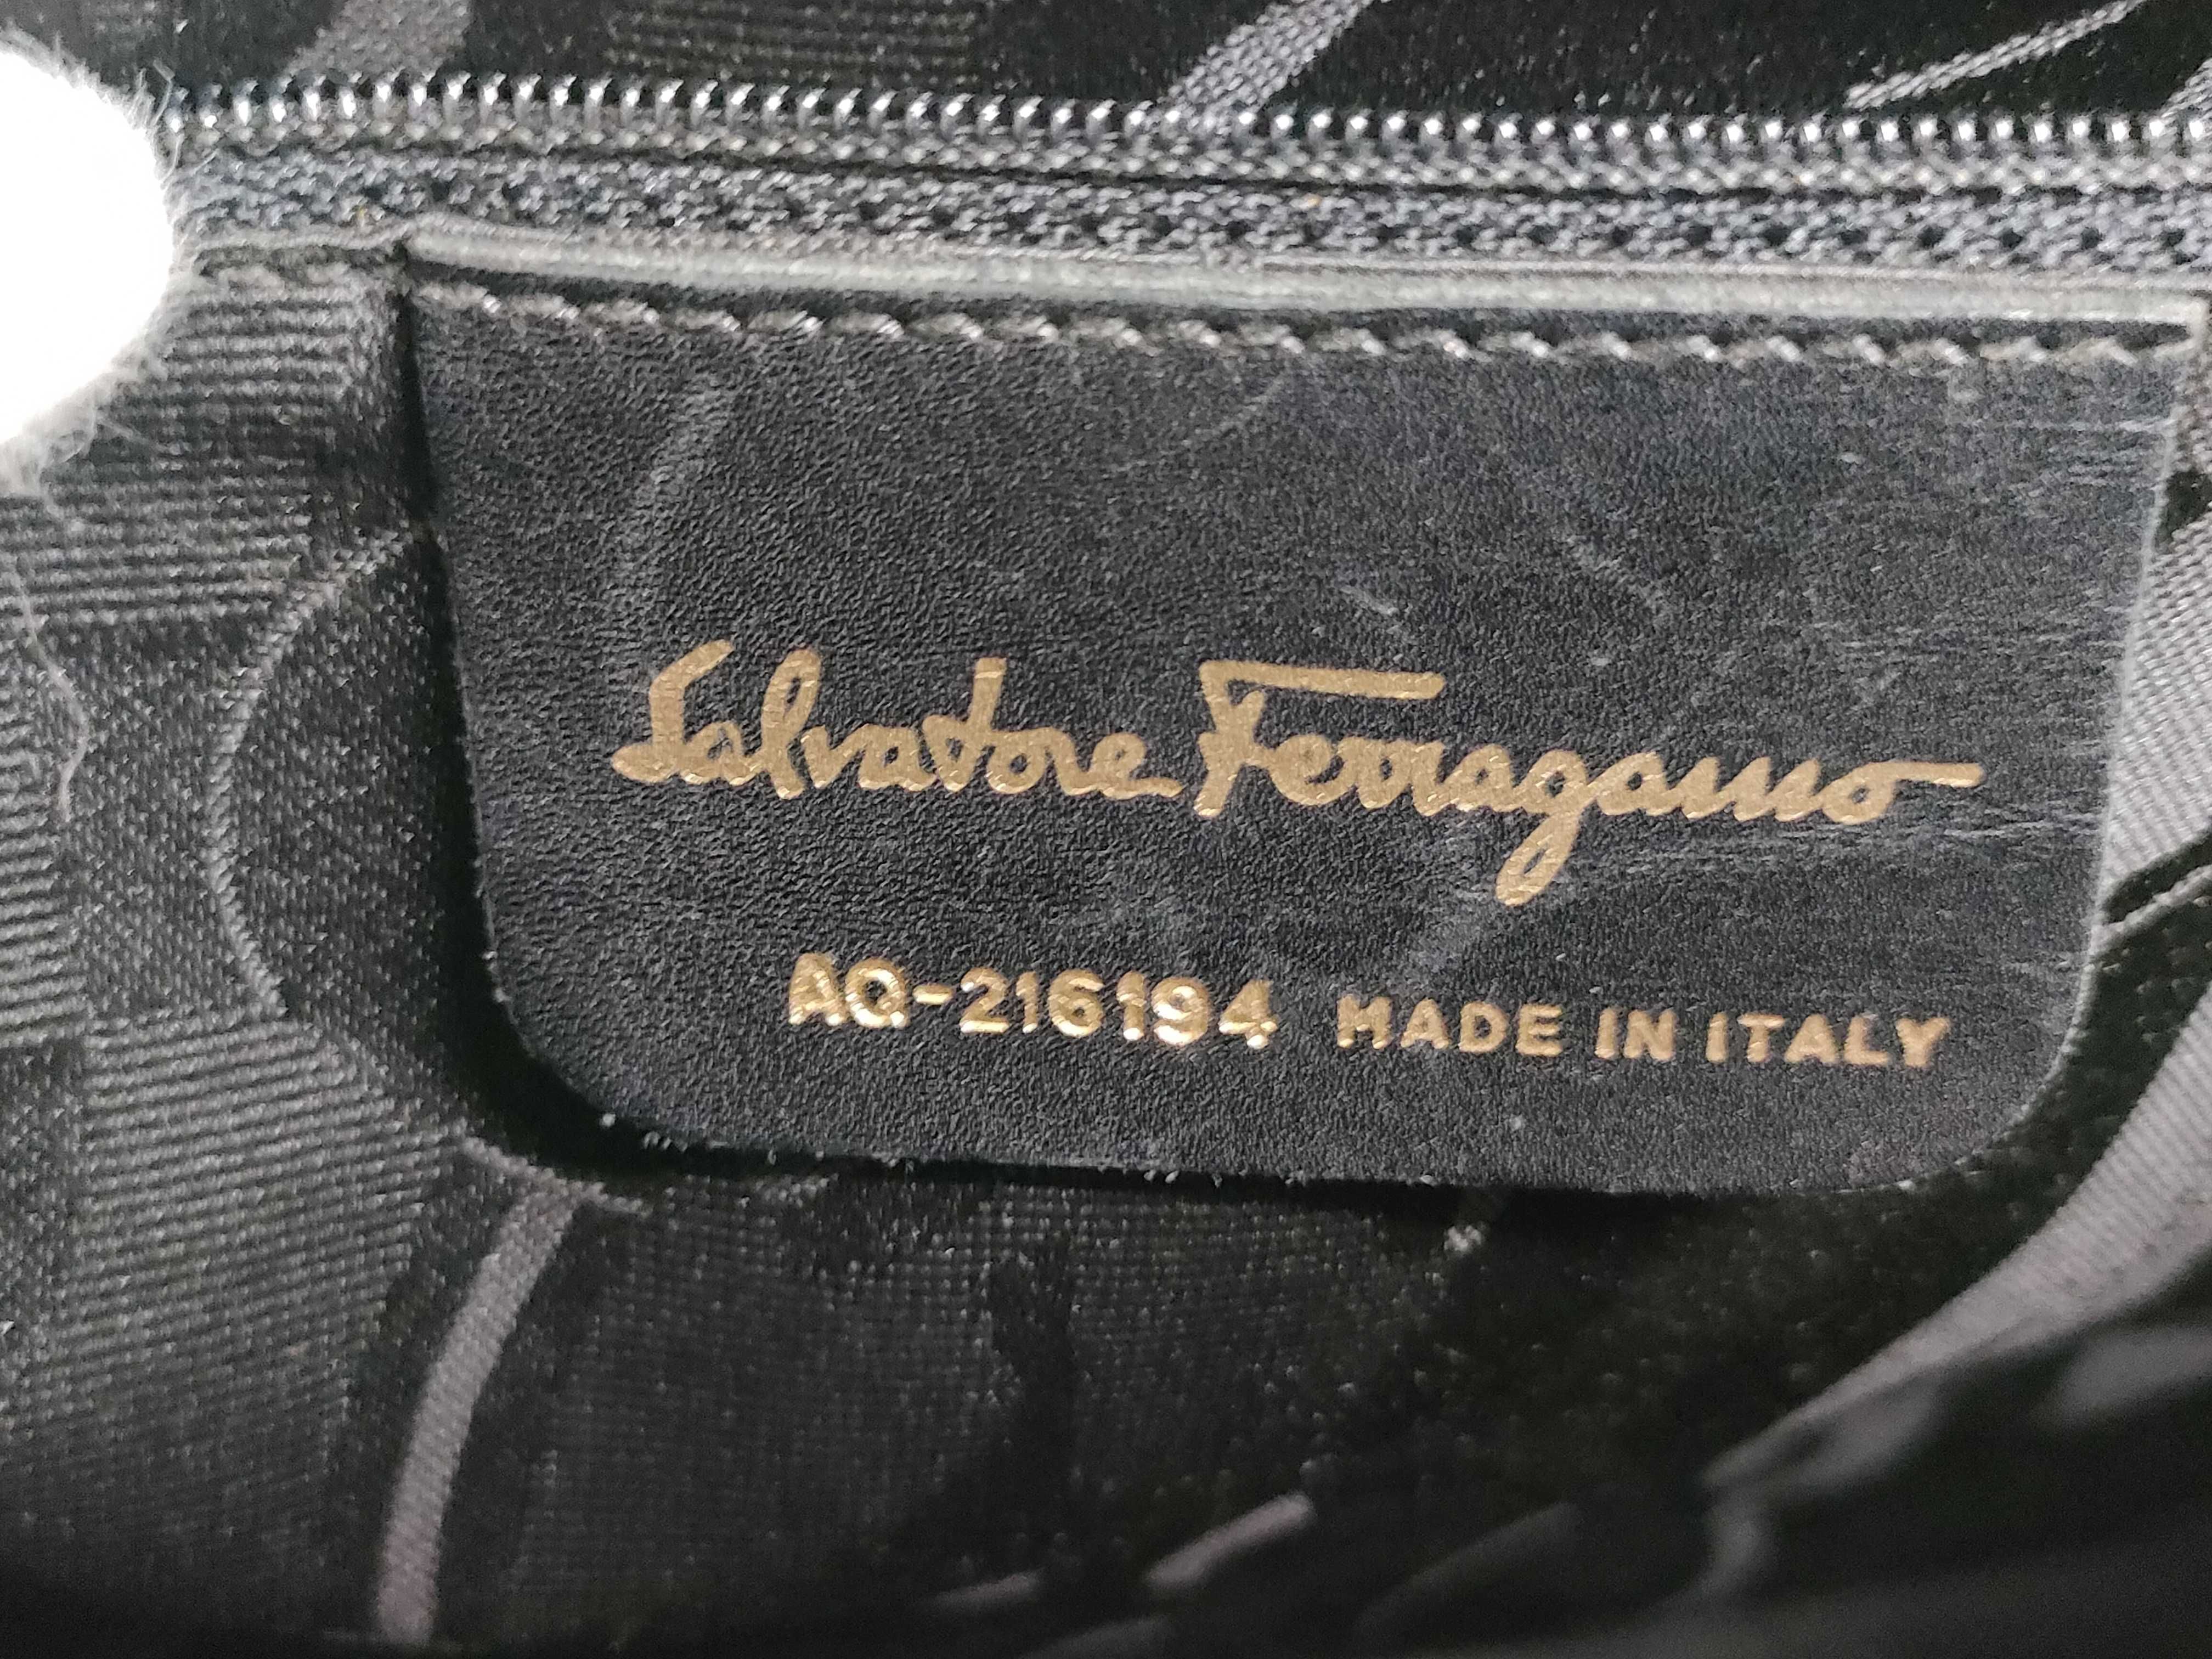 Salvatore Ferragamo
AQ-216194 MADE IN ITALY